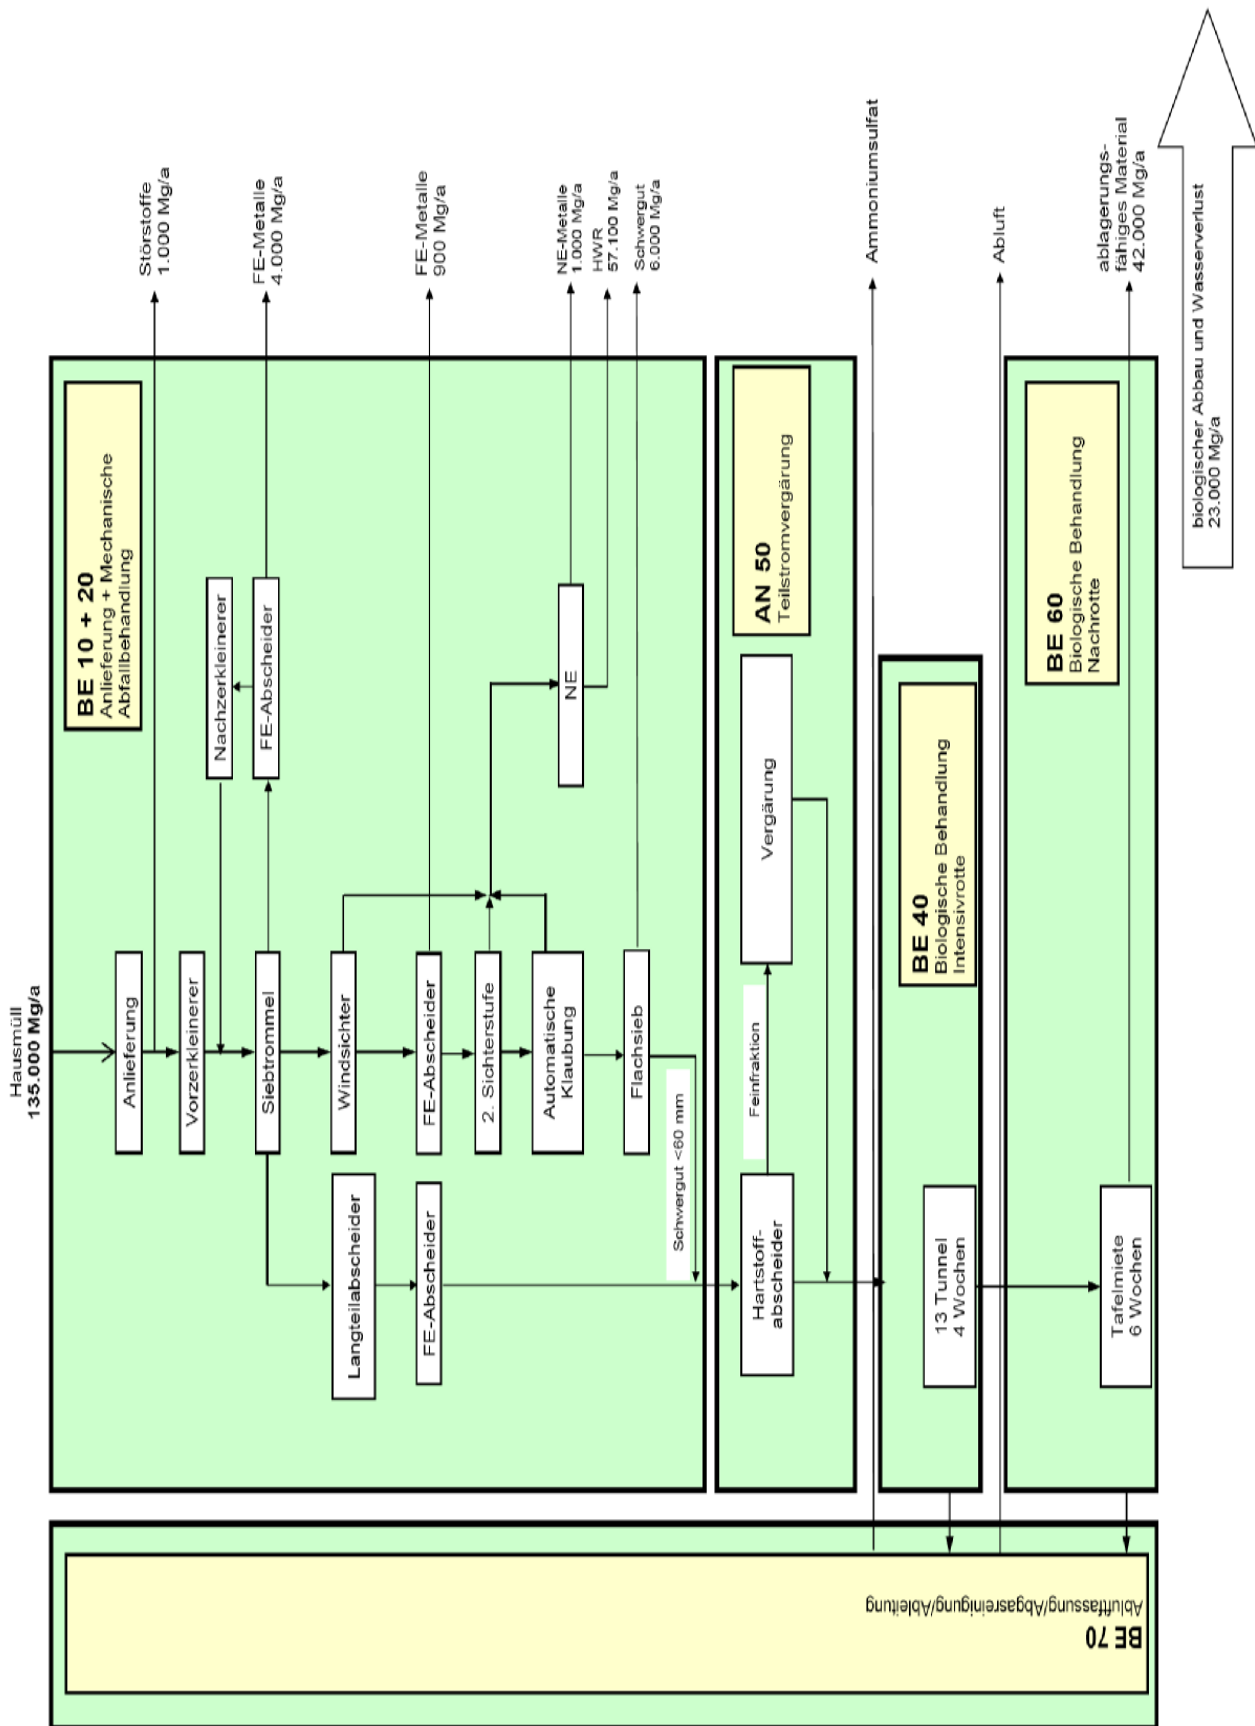 Hausmüll
135.000 Mg/a
BE 10 + 20
Anlieferung + Mechanische
Abfallbehandlung
Anlieferung
Störstoffe
1.000 Mg/a
Vorzerkleinerer
Nachzerkleinerer
Siebtrommel
FE-Abscheider
FE-Metalle
4.000 Mg/a
Langteilabscheider
Windsichter
FE-Abscheider
FE-Abscheider
FE-Metalle
900 Mg/a
2. Sichterstufe
Automatische
Klaubung
NE
NE-Metalle
1.000 Mg/a
HWR
57.100 Mg/a
Flachsieb
Schwergut
6.000 Mg/a
Schwergut <60 mm
AN 50
Teilstromvergärung
Hartstoff-
abscheider
Feinfraktion
Vergärung
Ammoniumsulfat
BE 40
Biologische Behandlung
Intensivrotte
13 Tunnel
4 Wochen
Abluft
BE 60
Biologische Behandlung
Nachrotte
Tafelmiete
6 Wochen
ablagerungs-
fähiges Material
42.000 Mg/a
biologischer Abbau und Wasserverlust
23.000 Mg/a
BE 70
Abluftfassung/Abgasreinigung/Ableitung